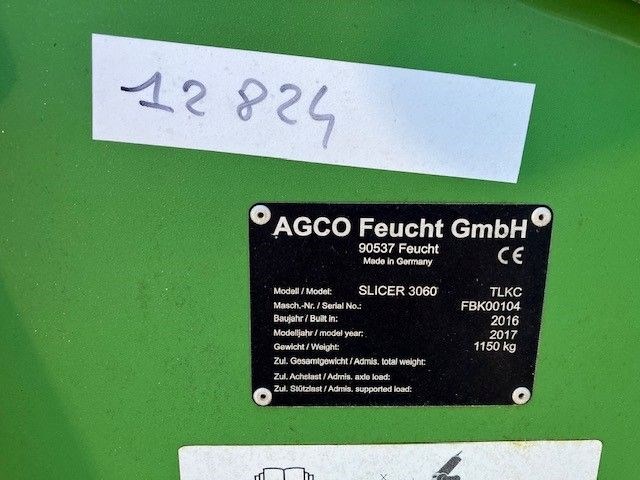 12 824
AGCO Feucht GmbH
90537 Feucht
Made in Germany
CE
Modell / Model: SLICER 3060 TLKC
Masch.-Nr. / Serial No.: FBK00104
Baujahr / Built in: 2016
Modelljahr / model year: 2017
Gewicht / Weight: 1150 kg
Zul. Gesamtgewicht / Admis. total weight:
Zul. Achslast / Admis. axle load:
Zul. Stützlast / Admis. supported load: